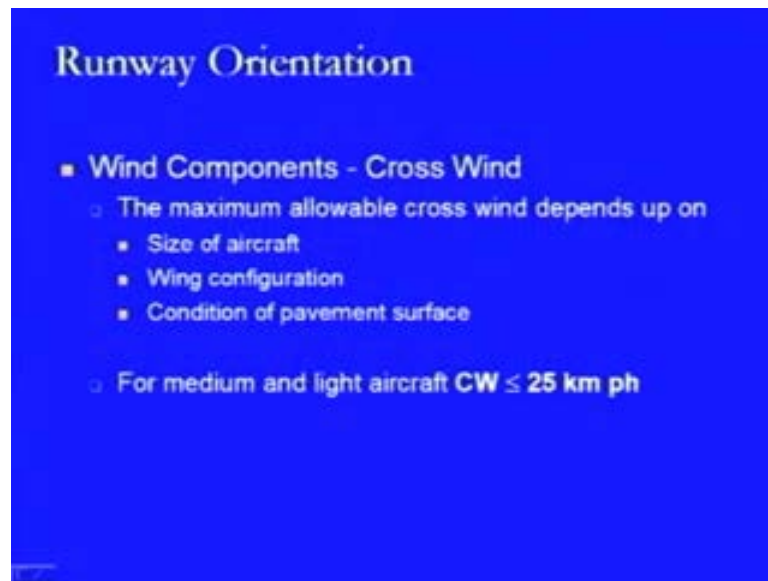 Runway Orientation
Wind Components - Cross Wind
The maximum allowable cross wind depends up on
Size of aircraft
Wing configuration
Condition of pavement surface
For medium and light aircraft CW ≤ 25 km ph